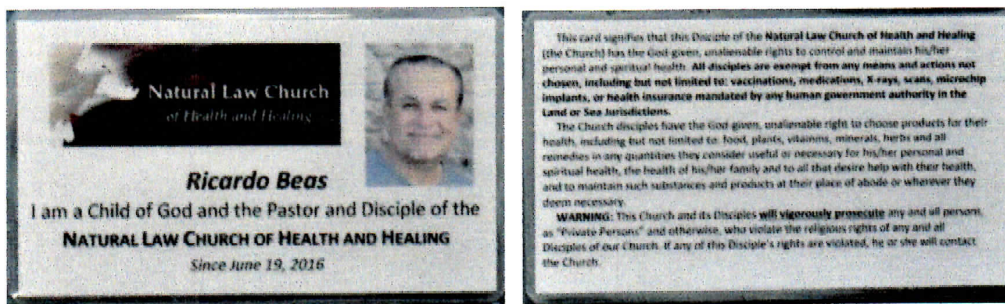 Natural Law Church
of Health and Healing
Ricardo Beas
I am a Child of God and the Pastor and Disciple of the
NATURAL LAW CHURCH OF HEALTH AND HEALING
Since June 19, 2016
This card signifies that this Disciple of the Natural Law Church of Health and Healing
(the Church) has the God given, unalienable rights to control and maintain his/her
personal and spiritual health. All disciples are exempt from any means and actions not
chosen, including but not limited to: vaccinations, medications, X-rays, scans, microchip
implants, or health insurance mandated by any human government authority in the
Land or Sea Jurisdictions.
The Church disciples have the God given, unalienable right to choose products for their
health, including but not limited to: food, plants, vitamins, minerals, herbs and all
remedies in any quantities they consider useful or necessary for his/her personal and
spiritual health, the health of his/her family and to all that desire help with their health,
and to maintain such substances and products at their place of abode or wherever they
deem necessary.
WARNING: This Church and its Disciples will vigorously prosecute any and all person,
as "Private Persons" and otherwise, who violate the religious rights of any and all
Disciples of our Church. If any of this Disciple's rights are violated, he or she will contact
the Church.